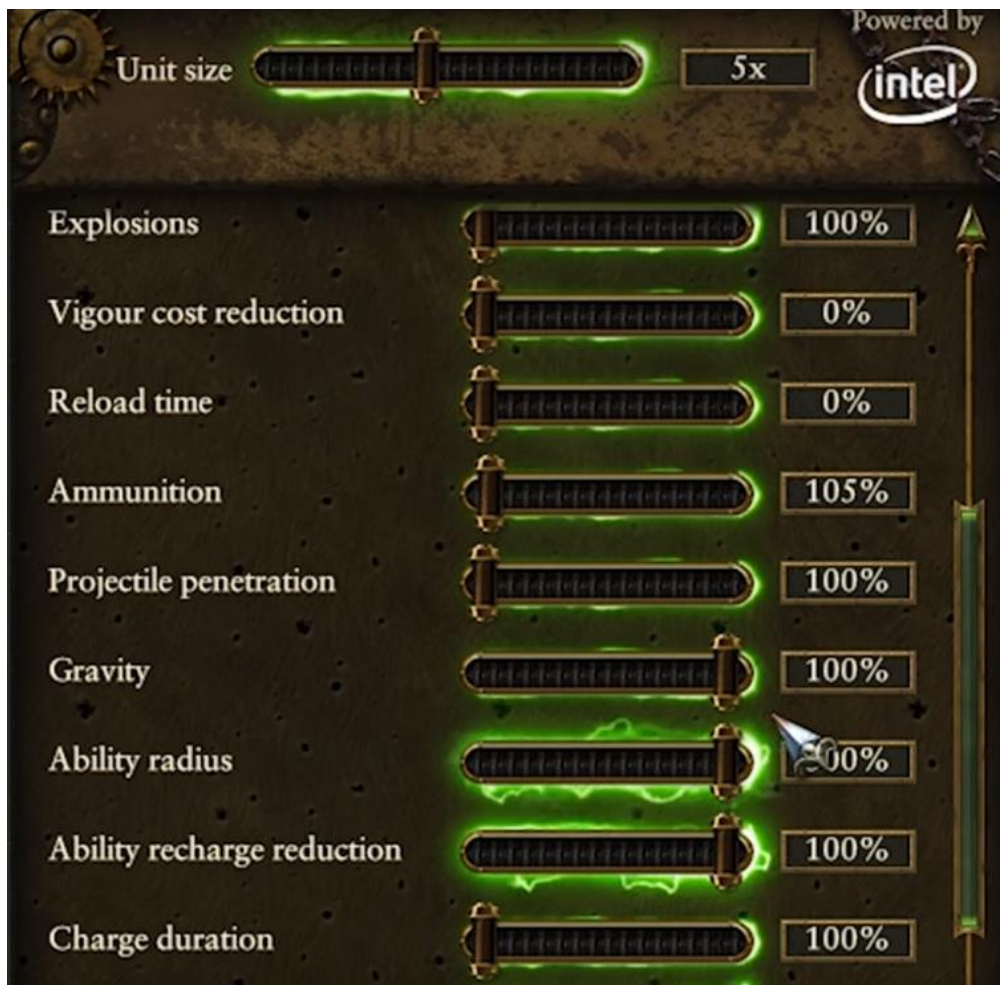 Powered by
Unit size 5x
intel
Explosions 100%
Vigour cost reduction 0%
Reload time 0%
Ammunition 105%
Projectile penetration 100%
Gravity 100%
Ability radius
Ability recharge reduction 100%
Charge duration 100%